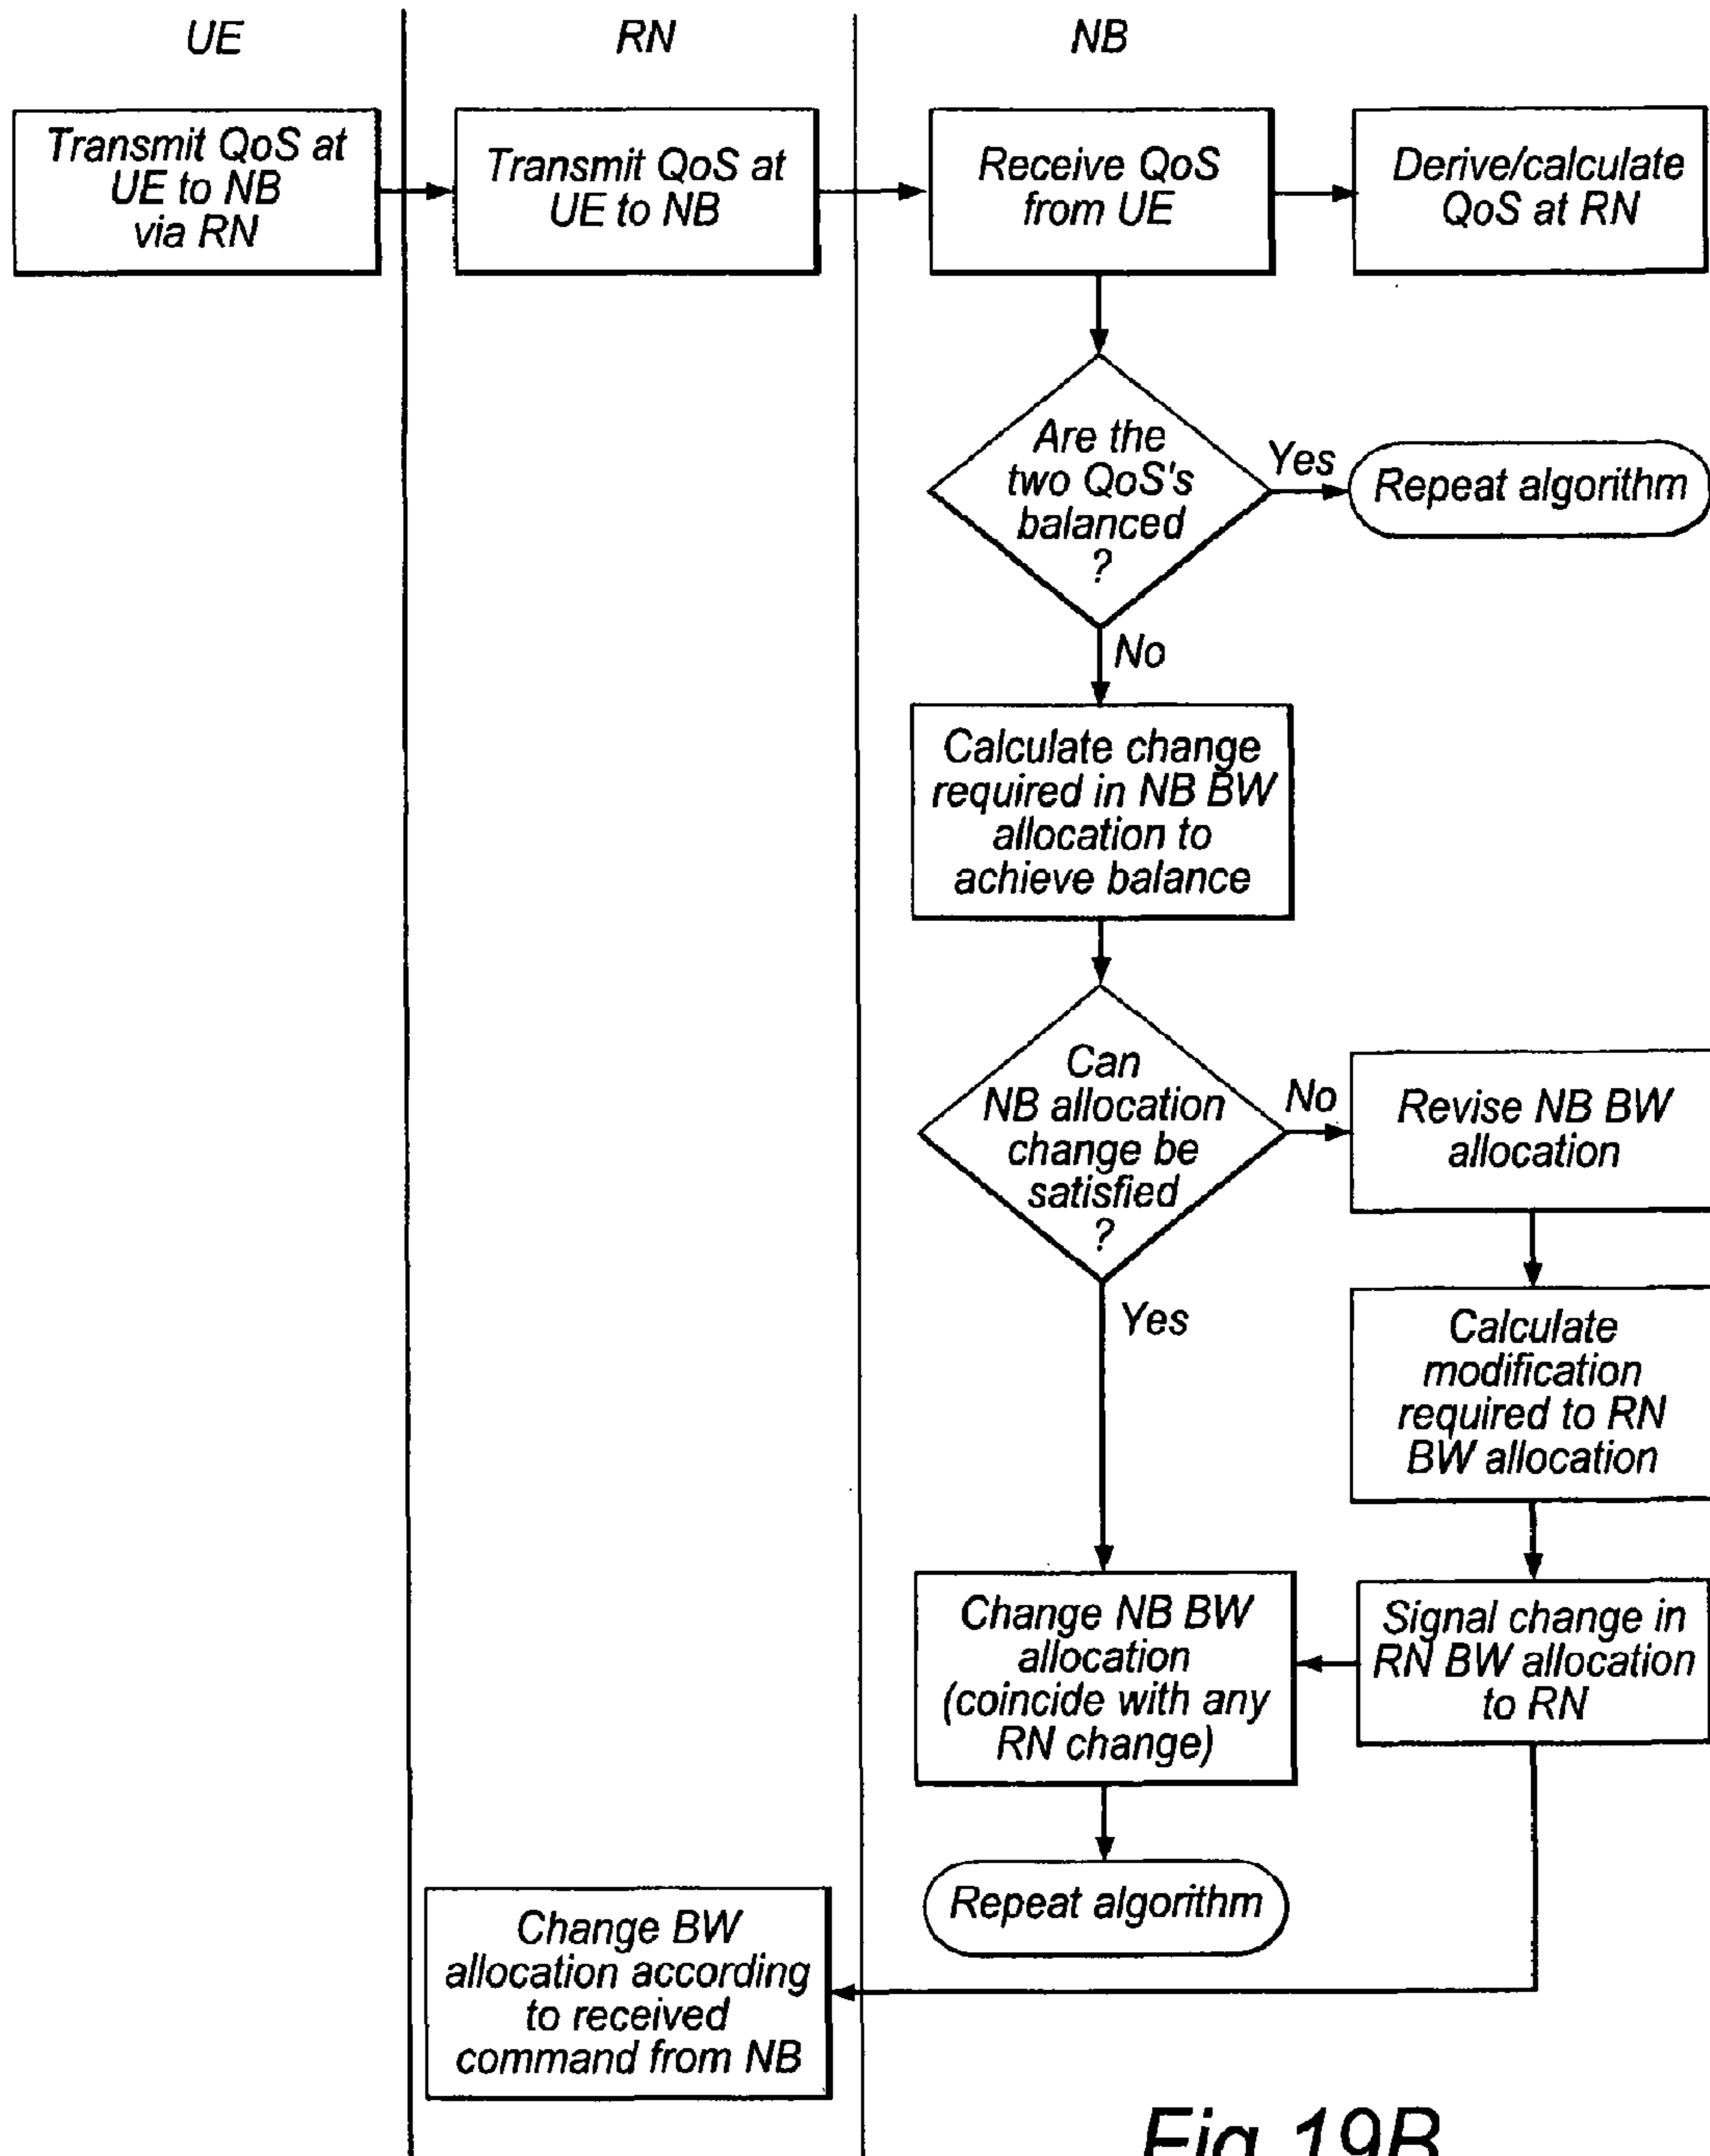 UE
RN
NB
Transmit QoS at
UE to NB
via RN
Transmit QoS at
UE to NB
Receive QoS
from UE
Derive/calculate
QoS at RN
Are the
two QoS's
balanced
?
Yes
Repeat algorithm
No
Calculate change
required in NB BW
allocation to
achieve balance
Can
NB allocation
change be
satisfied
?
No
Revise NB BW
allocation
Yes
Calculate
modification
required to RN
BW allocation
Change NB BW
allocation
(coincide with any
RN change)
Signal change in
RN BW allocation
to RN
Repeat algorithm
Change BW
allocation according
to received
command from NB
Fig 19B